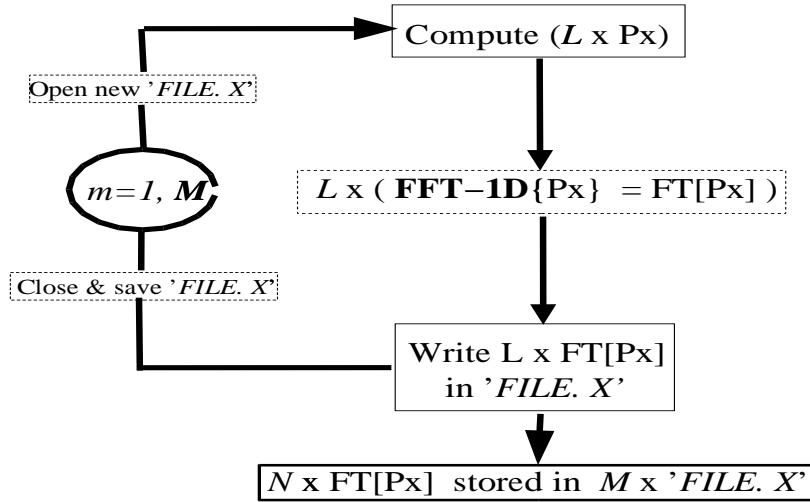 Compute (L x Px)
Open new 'FILE. X'
m=1, M
L x ( FFT–1D{Px} = FT[Px] )
Close & save 'FILE. X'
Write L x FT[Px]
in 'FILE. X'
N x FT[Px] stored in M x 'FILE. X'